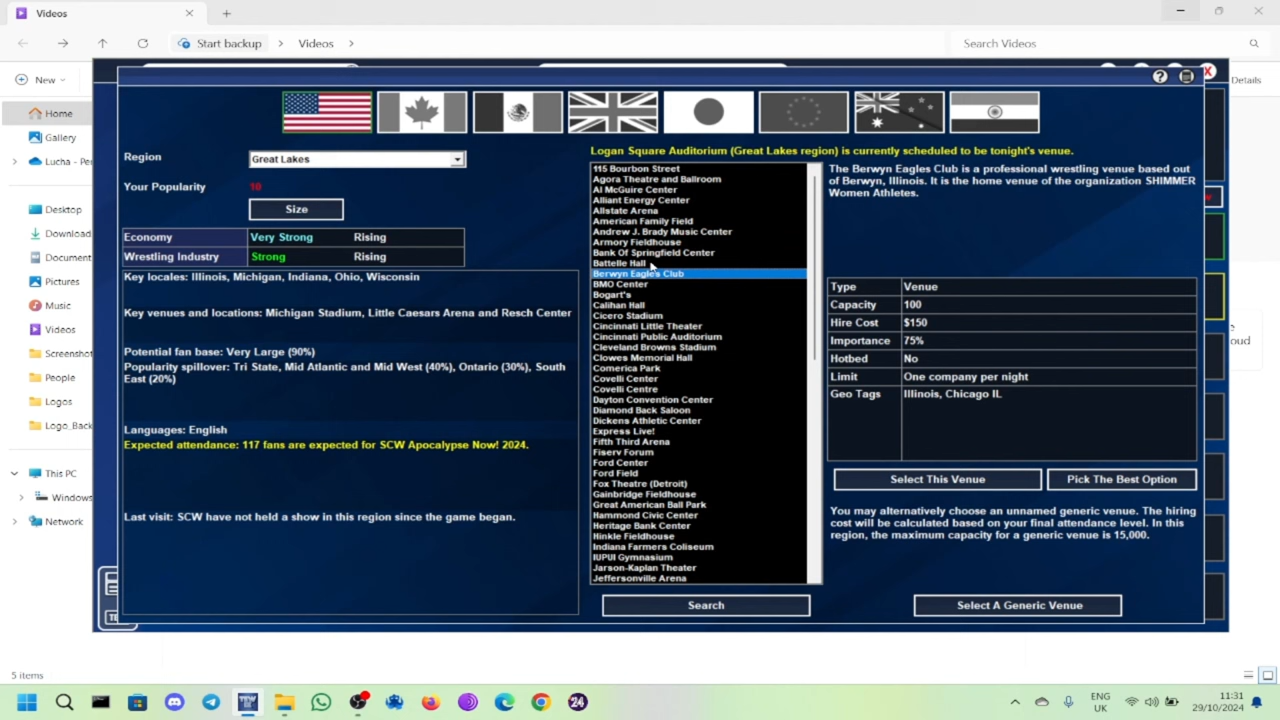 Videos
Start backup
Videos
Search Videos
New
Details
Home
Gallery
Lucha - Pe
Desktop
Download
Document
Pictures
Music
Videos
Screenshot
People
Logos
Logo_Back
This PC
Windows
Network
Region
Great Lakes
Your Popularity
10
Size
Economy Very Strong Rising
Wrestling Industry Strong Rising
Key locales: Illinois, Michigan, Indiana, Ohio, Wisconsin
Key venues and locations: Michigan Stadium, Little Caesars Arena and Resch Center
Potential fan base: Very Large (90%)
Popularity spillover: Tri State, Mid Atlantic and Mid West (40%), Ontario (30%), South
East (20%)
Languages: English
Expected attendance: 117 fans are expected for SCW Apocalypse Now! 2024.
Last visit: SCW have not held a show in this region since the game began.
Logan Square Auditorium (Great Lakes region) is currently scheduled to be tonight's venue.
115 Bourbon Street
Agora Theatre and Ballroom
Al McGuire Center
Alliant Energy Center
Allstate Arena
American Family Field
Andrew J. Brady Music Center
Armory Fieldhouse
Bank Of Springfield Center
Battelle Hall
Berwyn Eagles Club
BMO Center
Bogart's
Calihan Hall
Cicero Stadium
Cincinnati Little Theater
Cincinnati Public Auditorium
Cleveland Browns Stadium
Clowes Memorial Hall
Comerica Park
Covelli Center
Covelli Centre
Dayton Convention Center
Diamond Back Saloon
Dickens Athletic Center
Express Live!
Fifth Third Arena
Fiserv Forum
Ford Center
Ford Field
Fox Theatre (Detroit)
Gainbridge Fieldhouse
Great American Ball Park
Hammond Civic Center
Heritage Bank Center
Hinkle Fieldhouse
Indiana Farmers Coliseum
IUPUI Gymnasium
Jarson-Kaplan Theater
Jeffersonville Arena
Search
The Berwyn Eagles Club is a professional wrestling venue based out
of Berwyn, Illinois. It is the home venue of the organization SHIMMER
Women Athletes.
Type Venue
Capacity 100
Hire Cost $150
Importance 75%
Hotbed No
Limit One company per night
Geo Tags Illinois, Chicago IL
Select This Venue
Pick The Best Option
You may alternatively choose an unnamed generic venue. The hiring
cost will be calculated based on your final attendance level. In this
region, the maximum capacity for a generic venue is 15,000.
Select A Generic Venue
oud
5 items
TEW
24
ENG
UK
11:31
29/10/2024